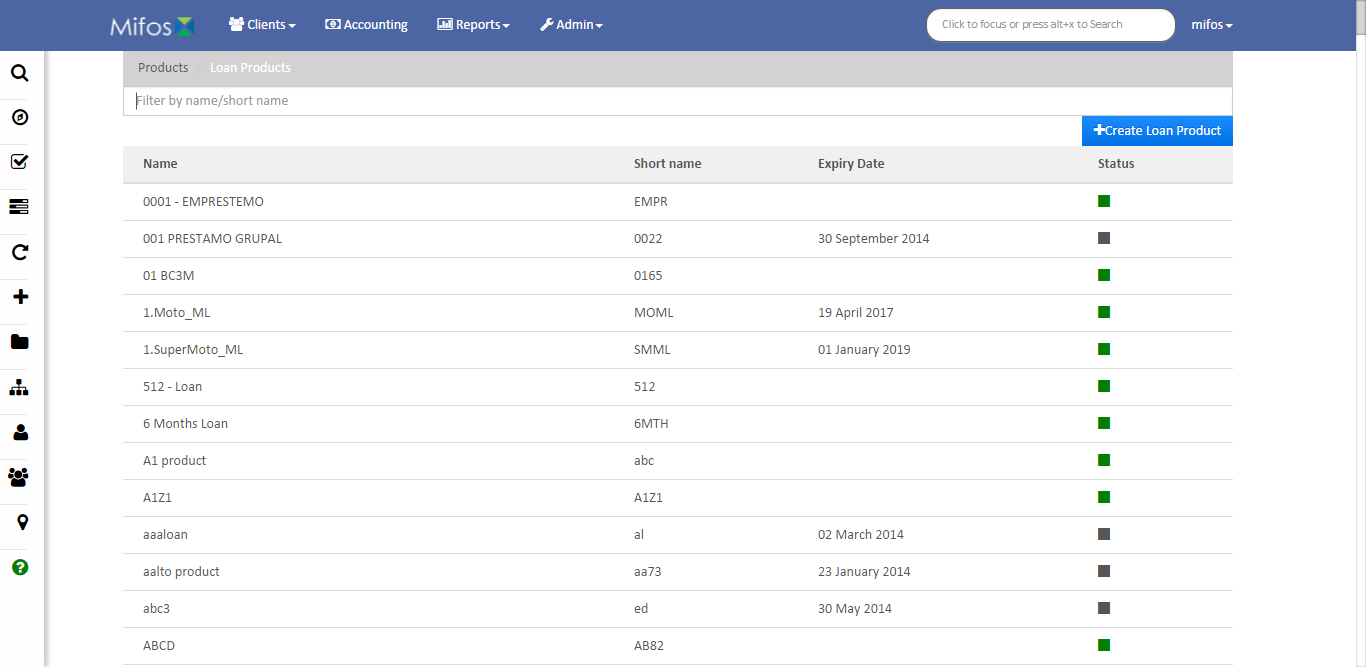 Mifos Clients Accounting Reports Admin Click to focus or press alt+x to Search mifos
Products Loan Products
Filter by name/short name
Create Loan Product
Name Short name Expiry Date Status
0001 - EMPRESTEMO EMPR
001 PRESTAMO GRUPAL 0022 30 September 2014
01 BC3M 0165
1.Moto_ML MOML 19 April 2017
1.SuperMoto_ML SMML 01 January 2019
512 - Loan 512
6 Months Loan 6MTH
A1 product abc
A1Z1 A1Z1
aaaloan al 02 March 2014
aalto product aa73 23 January 2014
abc3 ed 30 May 2014
ABCD AB82